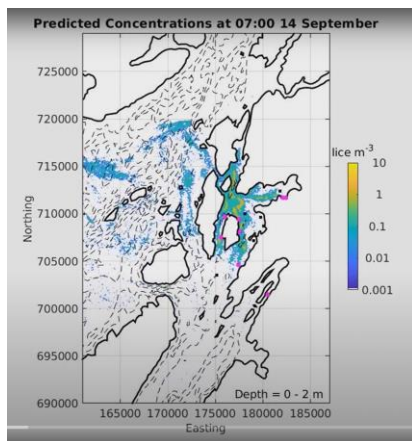 Predicted Concentrations at 07:00 14 September
725000
720000
715000
710000
705000
700000
695000
690000
Northing
165000 170000 175000 180000 185000
Easting
Depth = 0 - 2 m
lice m-3
10
1
0.1
0.01
0.001